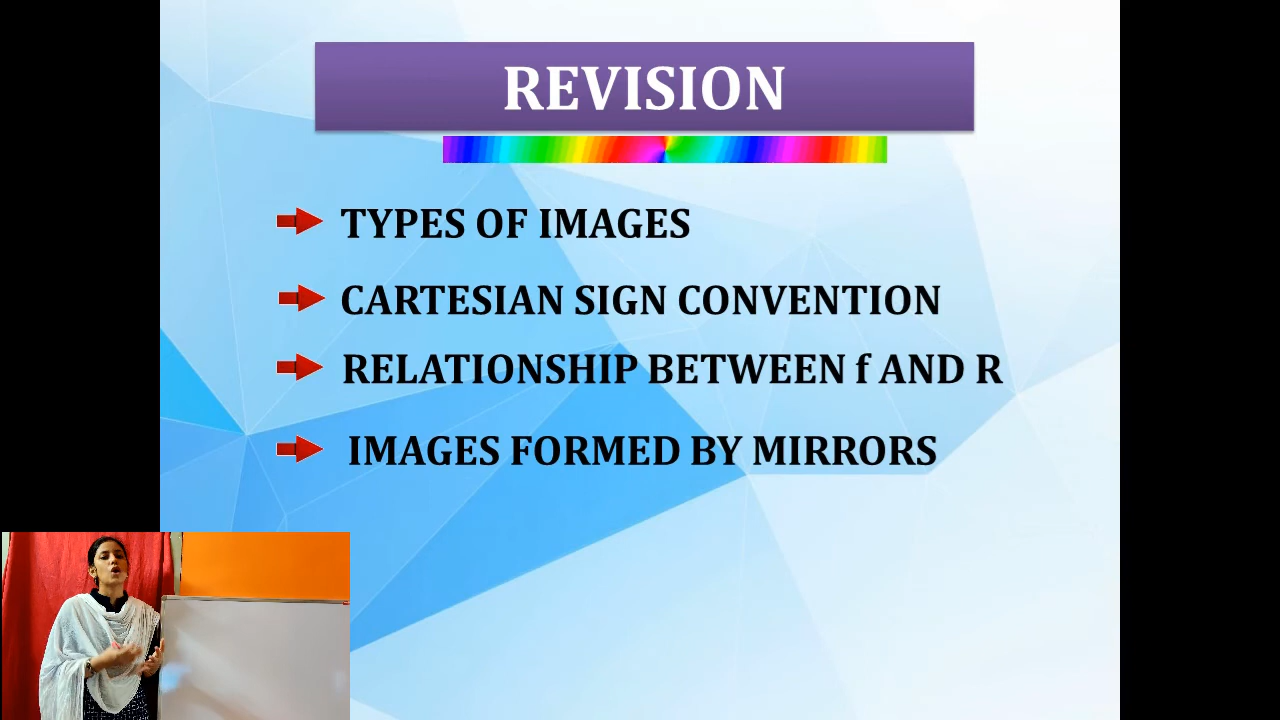 REVISION
TYPES OF IMAGES
CARTESIAN SIGN CONVENTION
RELATIONSHIP BETWEEN f AND R
IMAGES FORMED BY MIRRORS